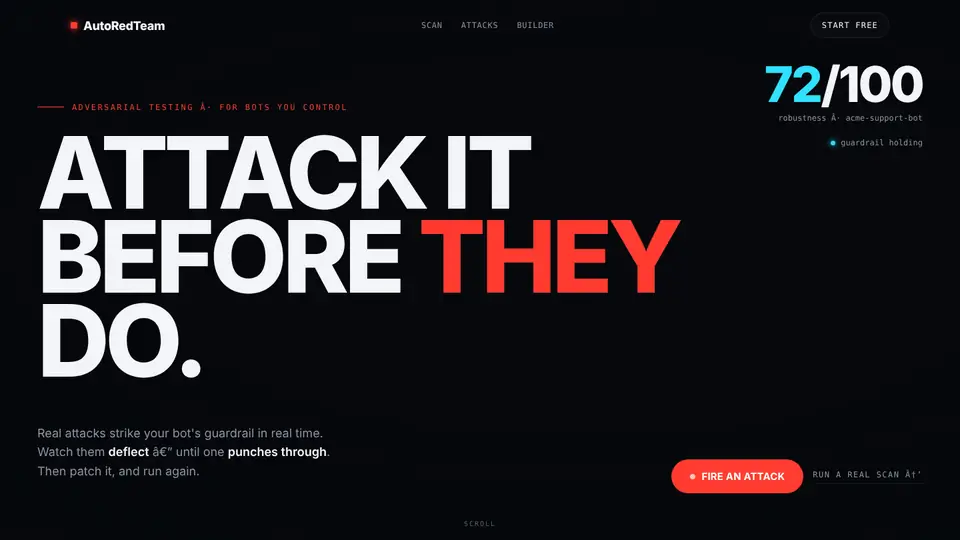 AutoRedTeam
SCAN ATTACKS BUILDER
START FREE
72/100
robustness Â· acme-support-bot
guardrail holding
ADVERSARIAL TESTING Â· FOR BOTS YOU CONTROL
ATTACK IT
BEFORE THEY
DO.
Real attacks strike your bot's guardrail in real time.
Watch them deflect â€” until one punches through.
Then patch it, and run again.
FIRE AN ATTACK
RUN A REAL SCAN Â†’
SCROLL